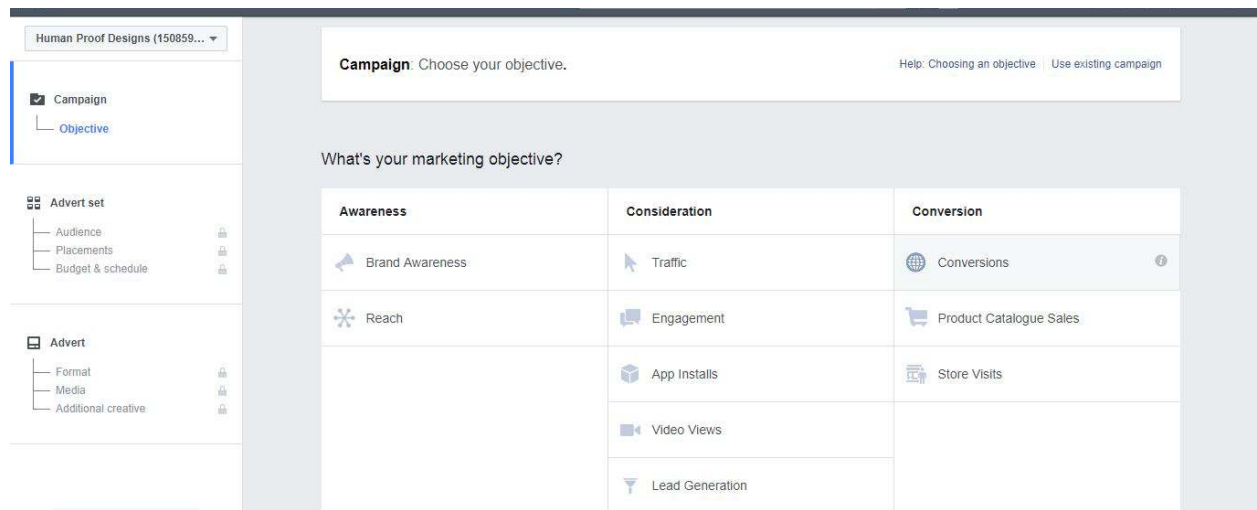 Human Proof Designs (150859...
Campaign
Objective
Advert set
Audience
Placements
Budget & schedule
Advert
Format
Media
Additional creative
Campaign: Choose your objective.
Help: Choosing an objective
Use existing campaign
What's your marketing objective?
Awareness
Consideration
Conversion
Brand Awareness
Traffic
Conversions
Reach
Engagement
Product Catalogue Sales
App Installs
Store Visits
Video Views
Lead Generation